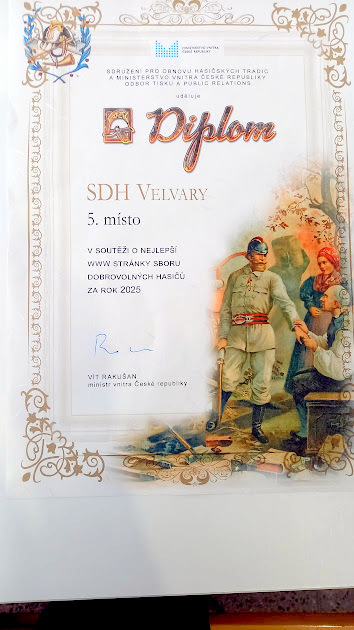 MINISTERSTVO VNITRA
ČESKÉ REPUBLIKY
SDRUŽENÍ PRO OBNOVU HASIČSKÝCH TRADIC
A MINISTERSTVO VNITRA ČESKÉ REPUBLIKY
ODBOR TISKU A PUBLIC RELATIONS
uděluje
Diplom
SDH VELVARY
5. místo
V SOUTĚŽI O NEJLEPŠÍ
WWW STRÁNKY SBORU
DOBROVOLNÝCH HASIČŮ
ZA ROK 2025
VÍT RAKUŠAN
ministr vnitra České republiky